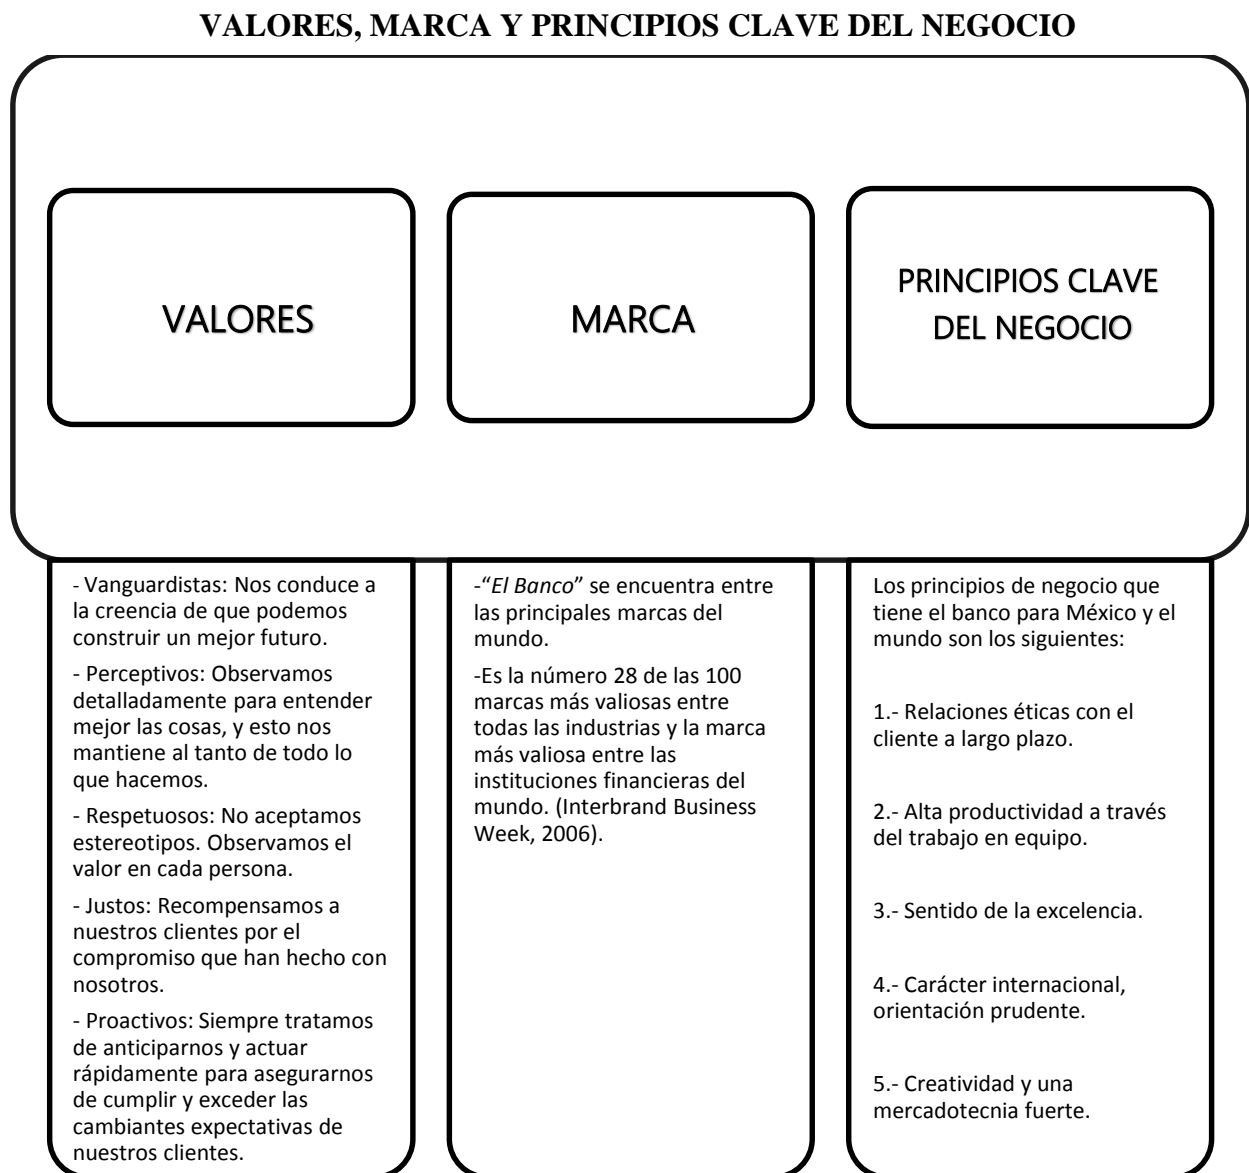 VALORES, MARCA Y PRINCIPIOS CLAVE DEL NEGOCIO
VALORES
MARCA
PRINCIPIOS CLAVE
DEL NEGOCIO
- Vanguardistas: Nos conduce a
la creencia de que podemos
construir un mejor futuro.
- Perceptivos: Observamos
detalladamente para entender
mejor las cosas, y esto nos
mantiene al tanto de todo lo
que hacemos.
- Respetuosos: No aceptamos
estereotipos. Observamos el
valor en cada persona.
- Justos: Recompensamos a
nuestros clientes por el
compromiso que han hecho con
nosotros.
- Proactivos: Siempre tratamos
de anticiparnos y actuar
rápidamente para asegurarnos
de cumplir y exceder las
cambiantes expectativas de
nuestros clientes.
-“El Banco” se encuentra entre
las principales marcas del
mundo.
-Es la número 28 de las 100
marcas más valiosas entre
todas las industrias y la marca
más valiosa entre las
instituciones financieras del
mundo. (Interbrand Business
Week, 2006).
Los principios de negocio que
tiene el banco para México y el
mundo son los siguientes:
1.- Relaciones éticas con el
cliente a largo plazo.
2.- Alta productividad a través
del trabajo en equipo.
3.- Sentido de la excelencia.
4.- Carácter internacional,
orientación prudente.
5.- Creatividad y una
mercadotecnia fuerte.